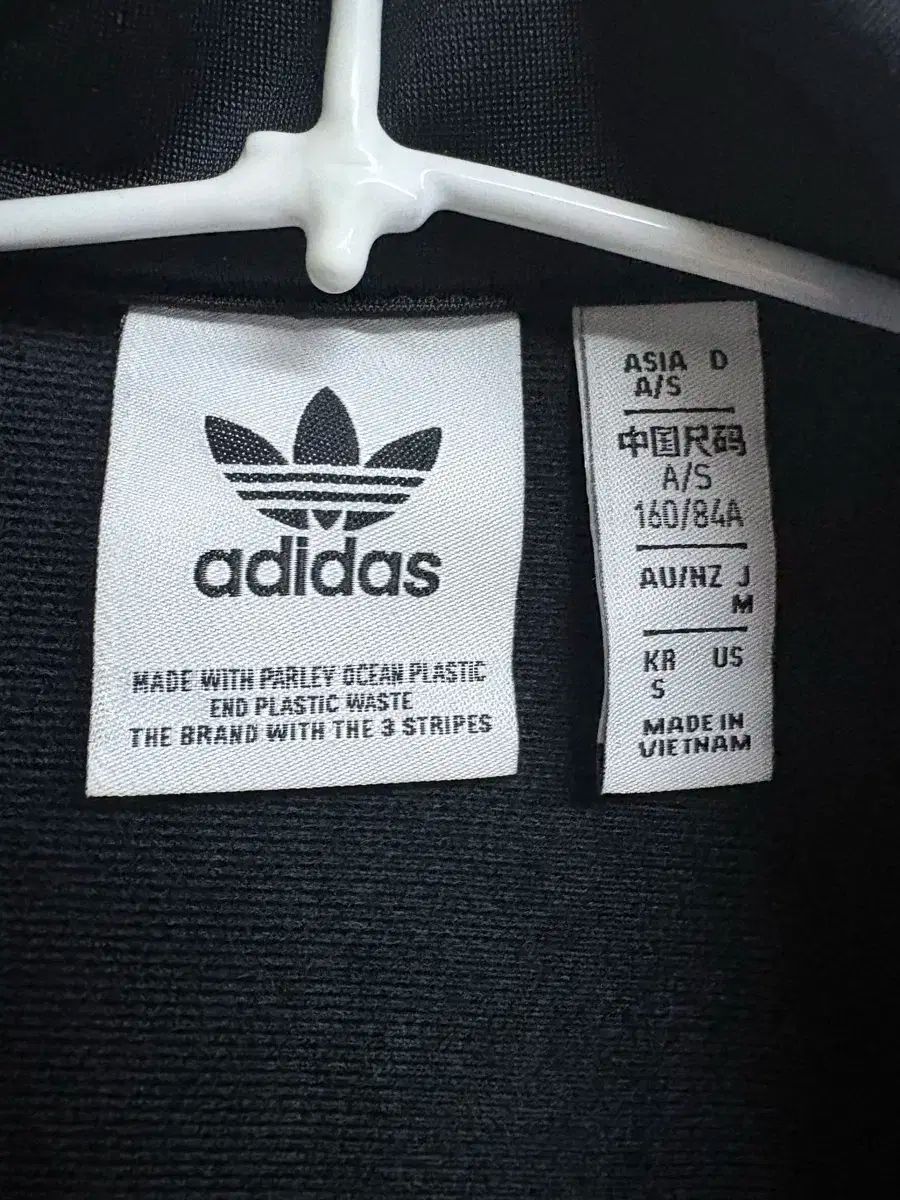 adidas
MADE WITH PARLEY OCEAN PLASTIC
END PLASTIC WASTE
THE BRAND WITH THE 3 STRIPES
ASIA D
A/S
中国尺码
A/S
160/84A
AU/NZ J
M
KR US
S
MADE IN
VIETNAM